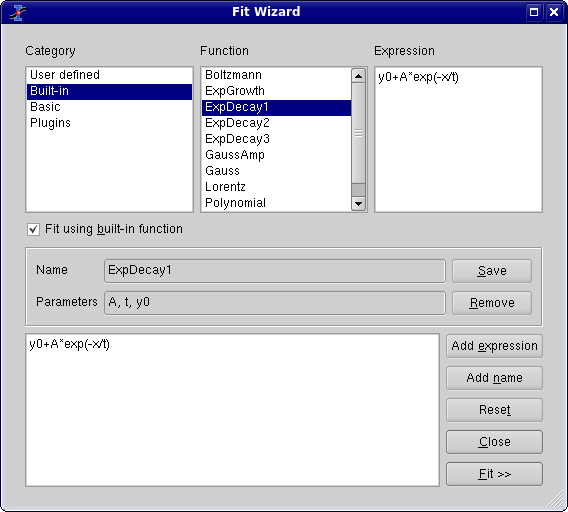 Fit Wizard
Category
Function
Expression
User defined
Built-in
Basic
Plugins
Boltzmann
ExpGrowth
ExpDecay1
ExpDecay2
ExpDecay3
GaussAmp
Gauss
Lorentz
Polynomial
y0+A*exp(-x/t)
Fit using built-in function
Name
ExpDecay1
Save
Parameters
A, t, y0
Remove
y0+A*exp(-x/t)
Add expression
Add name
Reset
Close
Fit >>